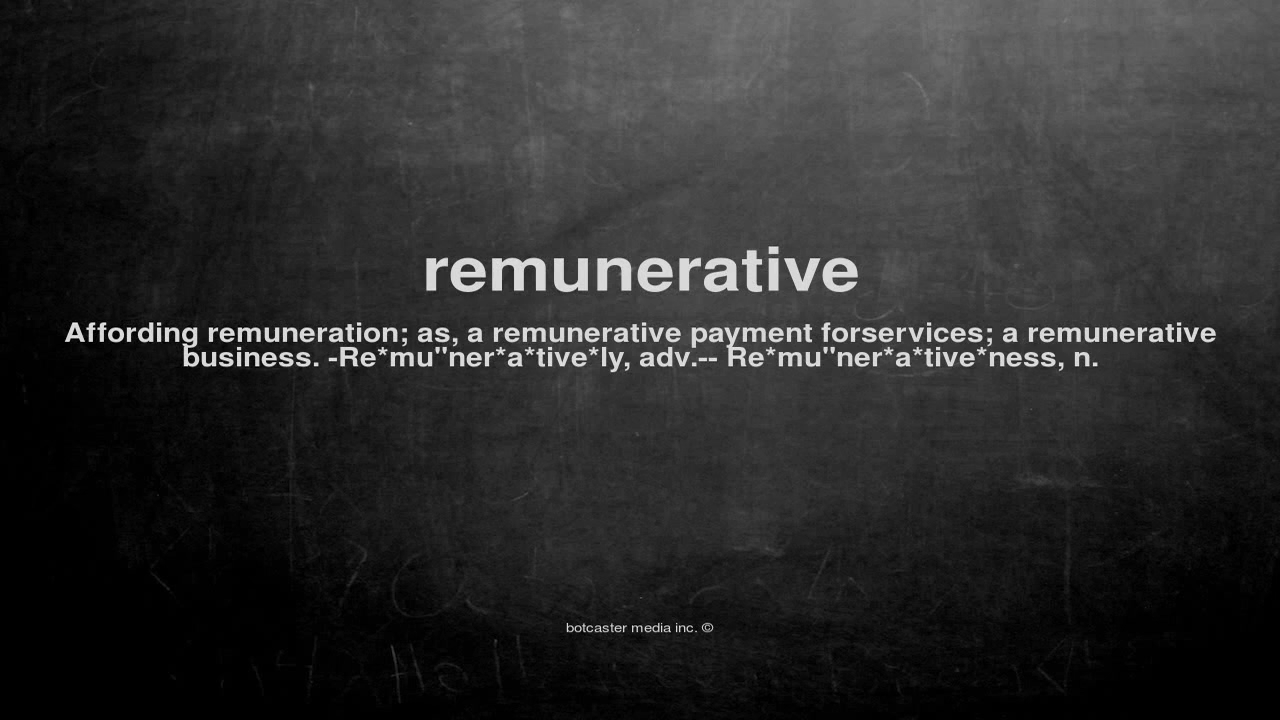 remunerative
Affording remuneration; as, a remunerative payment forservices; a remunerative
business. -Re*mu"ner*a*tive*ly, adv.-- Re*mu"ner*a*tive*ness, n.
botcaster media inc. ©